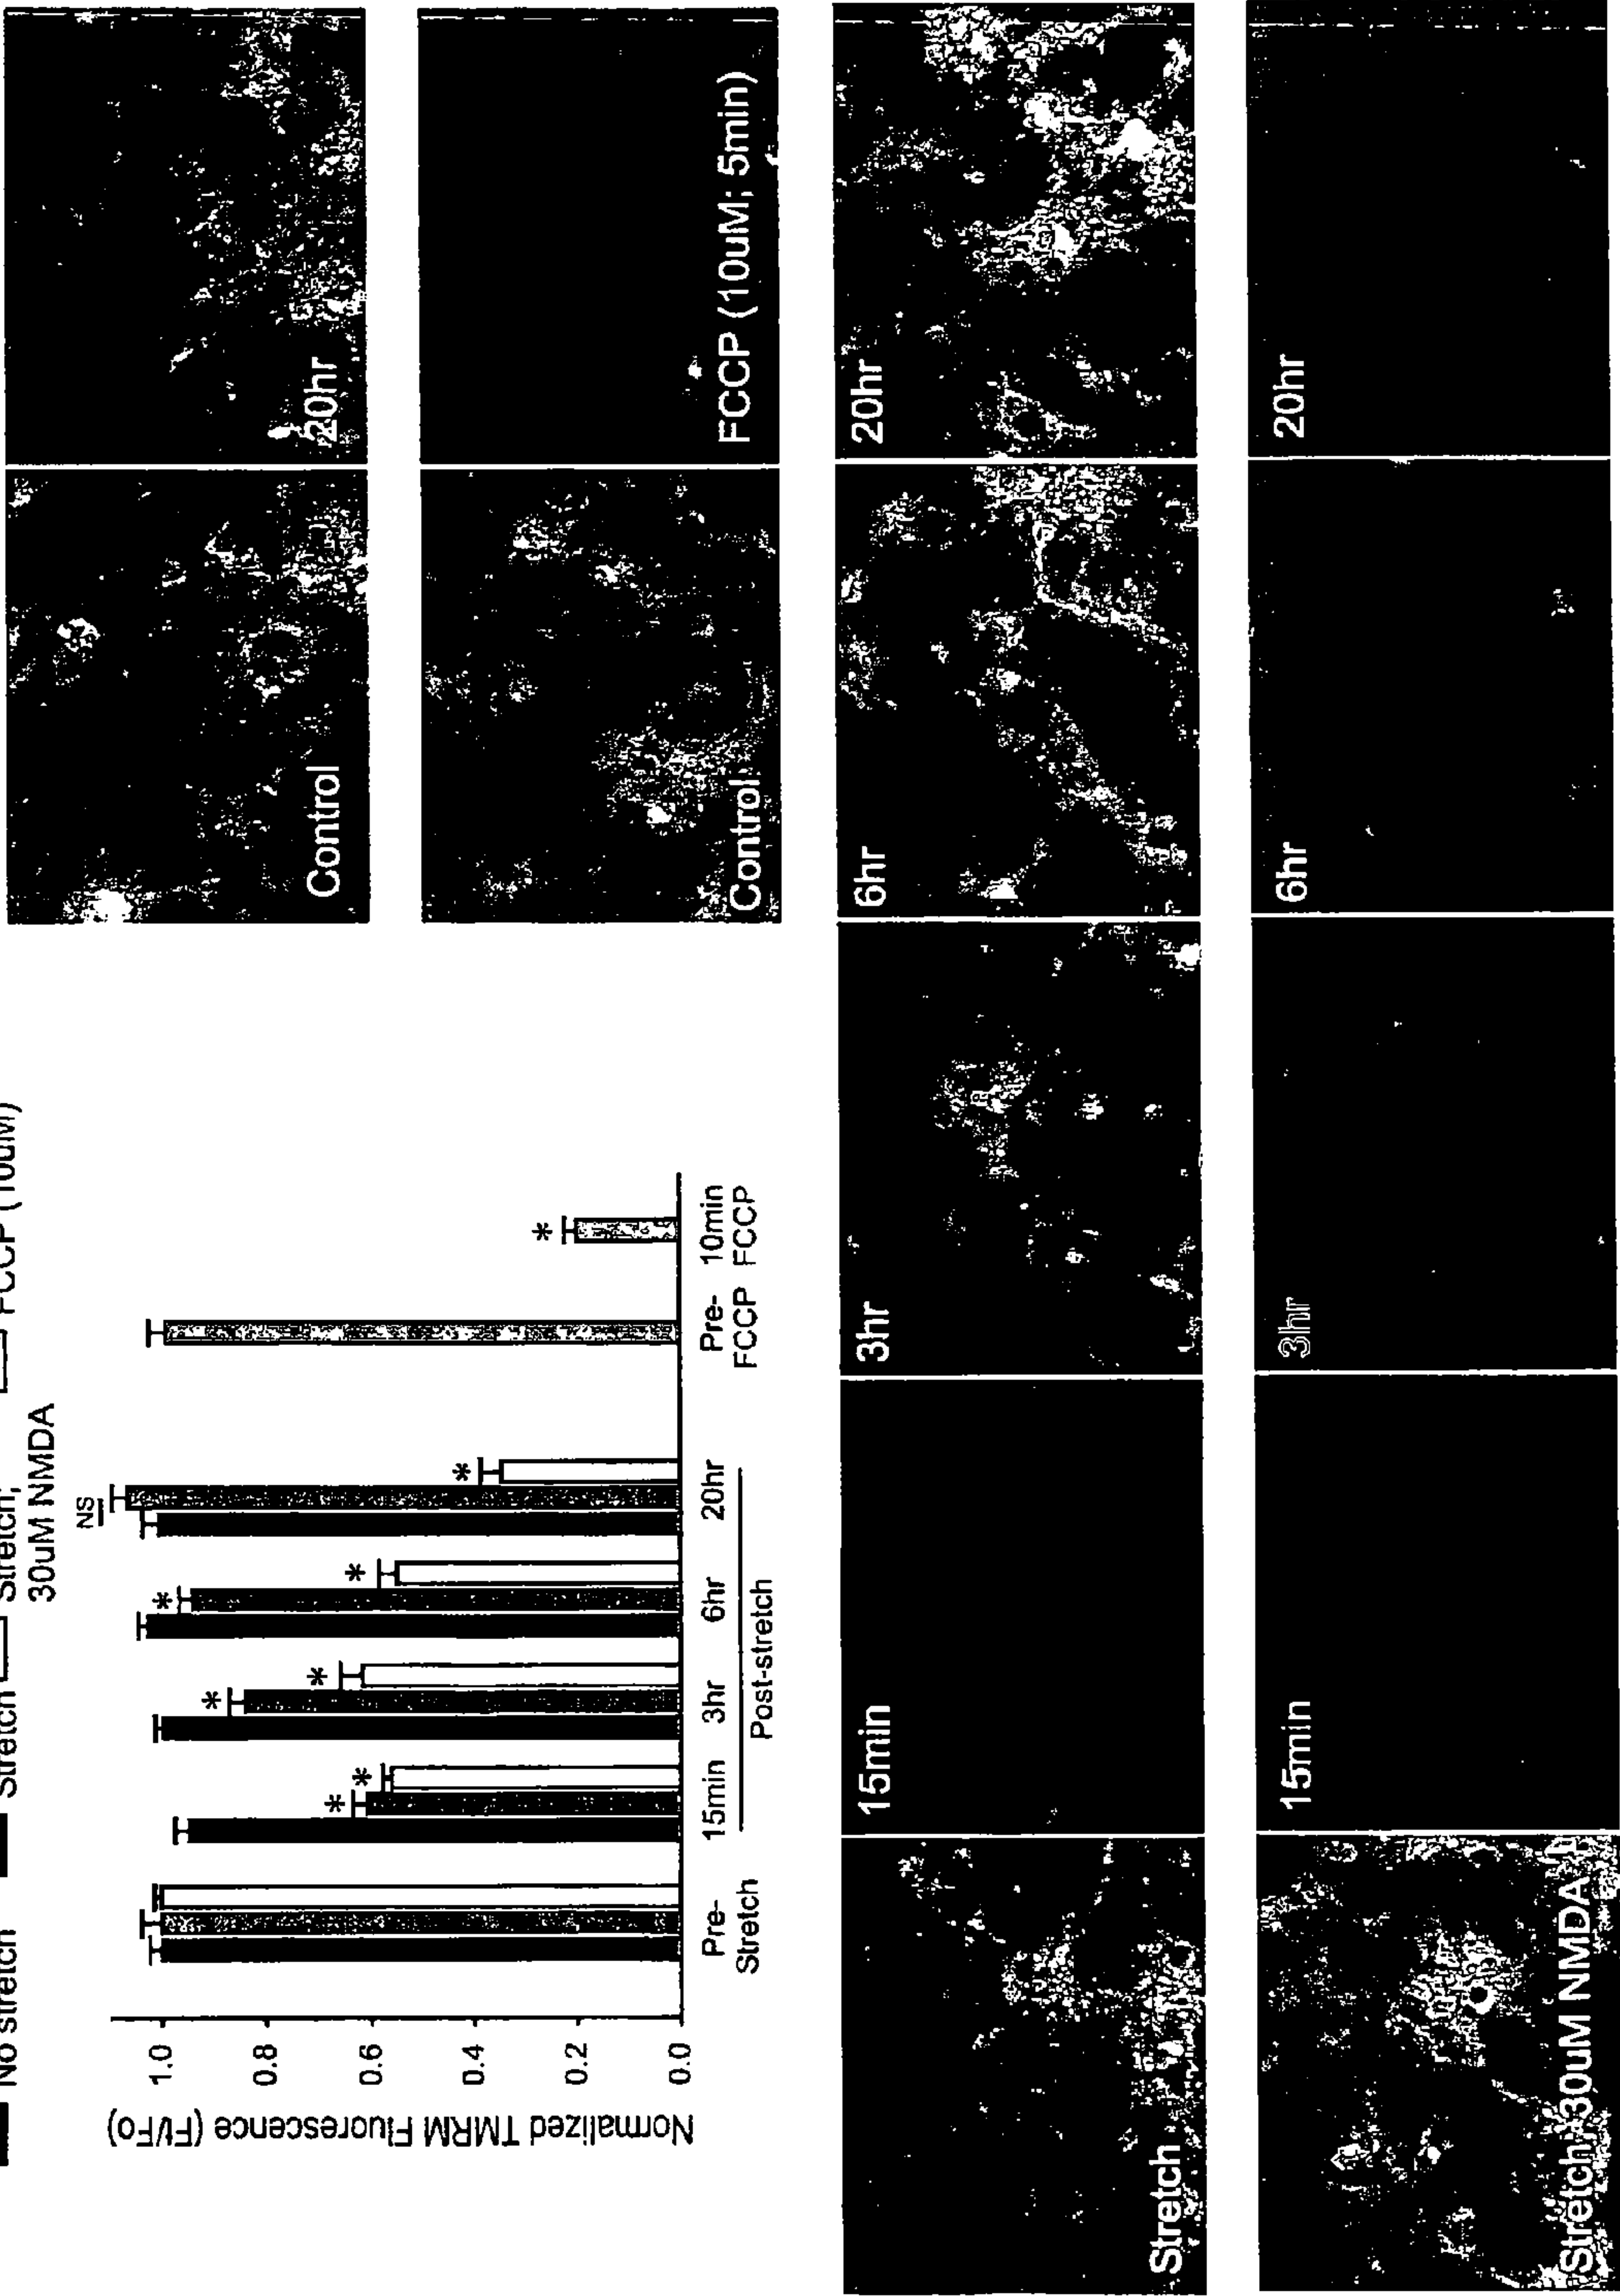 No stretch
Stretch
Stretch;
30uM NMDA
FCCP (10uM)
Normalized TMRM Fluorescence (FI/Fo)
1.0
0.8
0.6
0.4
0.2
0.0
* * * * * * NS * *
Pre-
Stretch
15min
3hr
6hr
20hr
Post-stretch
Pre-
FCCP
10min
FCCP
Control
20hr
Control
FCCP (10uM; 5min)
Stretch
15min
3hr
6hr
20hr
Stretch+30uM NMDA
15min
3hr
6hr
20hr